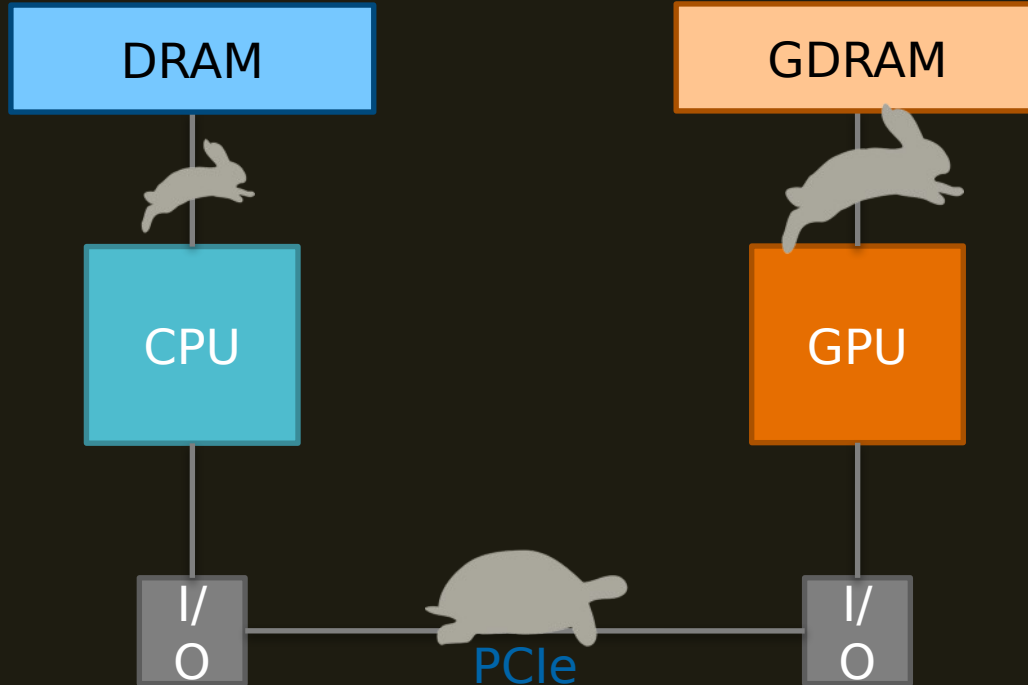 DRAM
GDRAM
CPU
GPU
I/
O
I/
O
PCIe